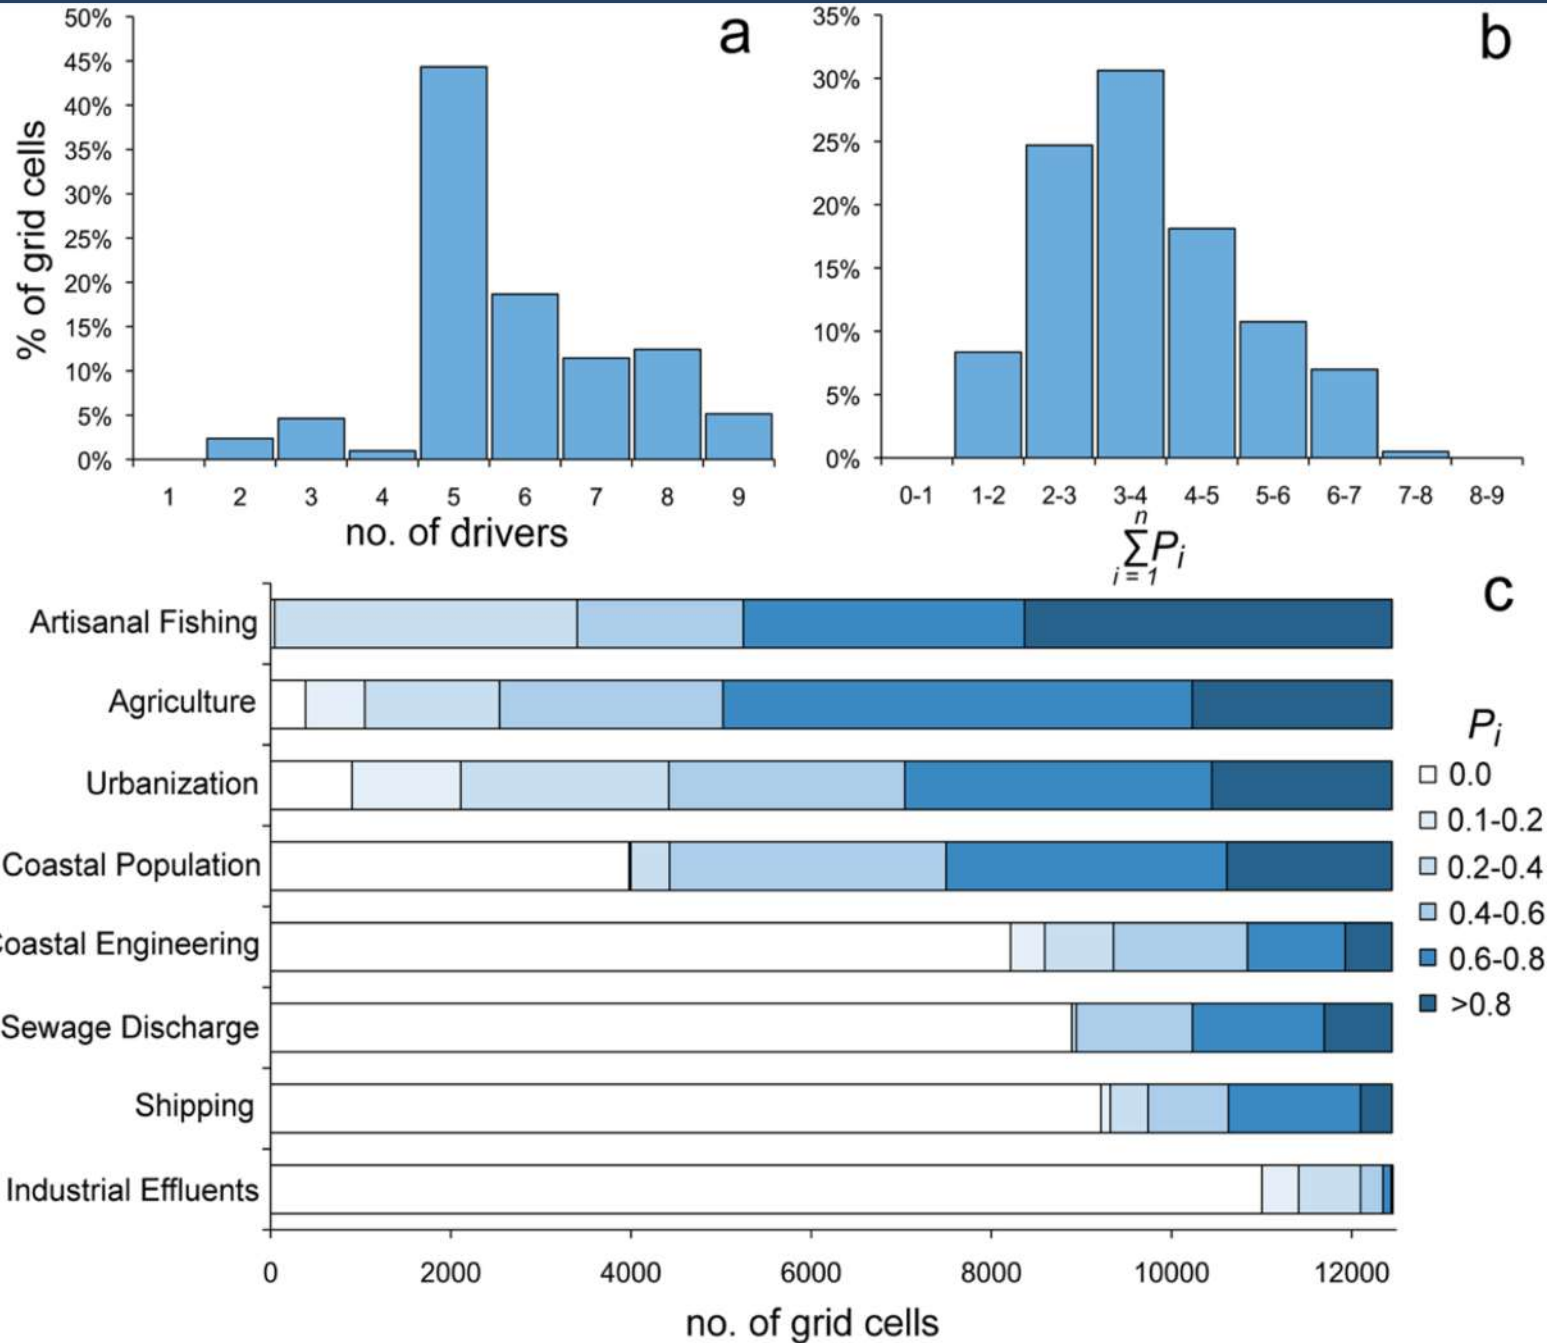 a
50%
45%
40%
35%
30%
25%
20%
15%
10%
5%
0%
% of grid cells
1 2 3 4 5 6 7 8 9
no. of drivers
b
35%
30%
25%
20%
15%
10%
5%
0%
0-1 1-2 2-3 3-4 4-5 5-6 6-7 7-8 8-9
n
∑Pi
i = 1
c
Artisanal Fishing
Agriculture
Urbanization
Coastal Population
oastal Engineering
Sewage Discharge
Shipping
Industrial Effluents
0 2000 4000 6000 8000 10000 12000
no. of grid cells
Pi
0.0
0.1-0.2
0.2-0.4
0.4-0.6
0.6-0.8
>0.8